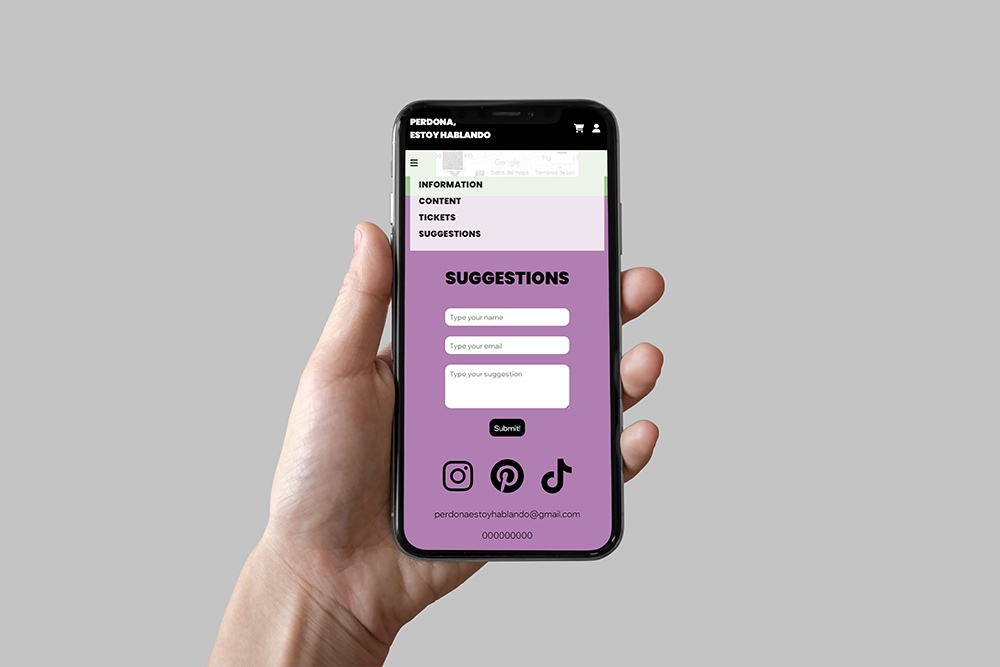 PERDONA,
ESTOY HABLANDO
Google
Datos del mapa
Términos de uso
INFORMATION
CONTENT
TICKETS
SUGGESTIONS
SUGGESTIONS
Type your name
Type your email
Type your suggestion
Submit!
perdonaestoyhablando@gmail.com
000000000